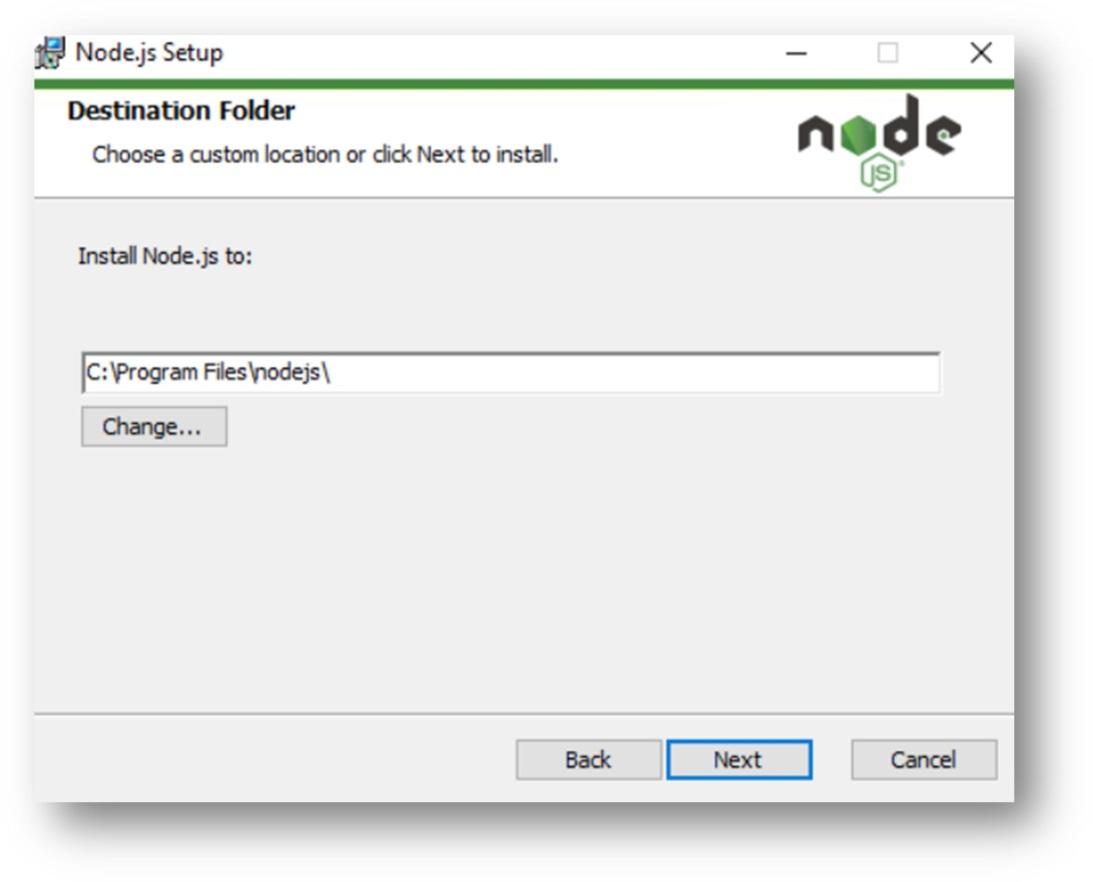 Node.js Setup
Destination Folder
Choose a custom location or click Next to install.
node
JS
Install Node.js to:
C:\Program Files\nodejs\
Change...
Back
Next
Cancel